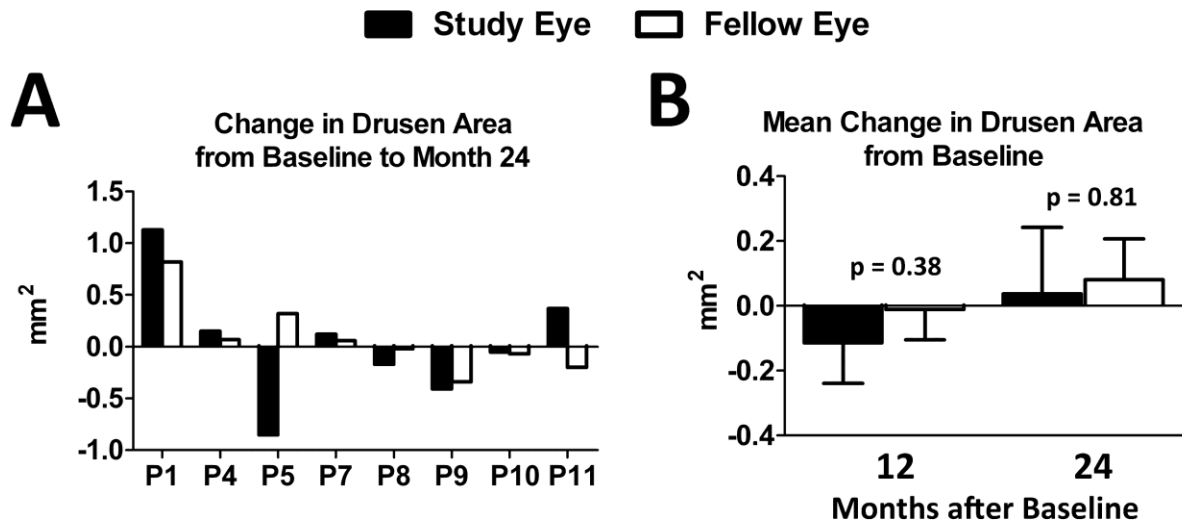 Study Eye Fellow Eye
A
Change in Drusen Area
from Baseline to Month 24
mm²
1.5
1.0
0.5
0.0
-0.5
-1.0
P1 P4 P5 P7 P8 P9 P10 P11
B
Mean Change in Drusen Area
from Baseline
mm²
0.4
0.2
0.0
-0.2
-0.4
p = 0.38
p = 0.81
12 24
Months after Baseline